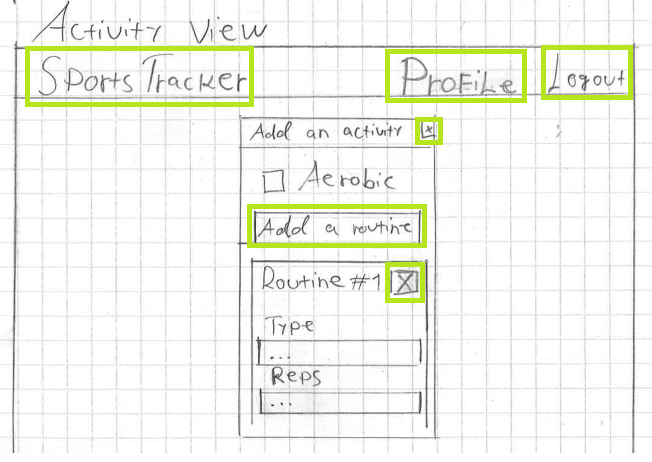 Activity View
SportsTracker Profile Logout
Add an activity x
Aerobic
Add a routine
Routine #1 X
Type
...
Reps
...